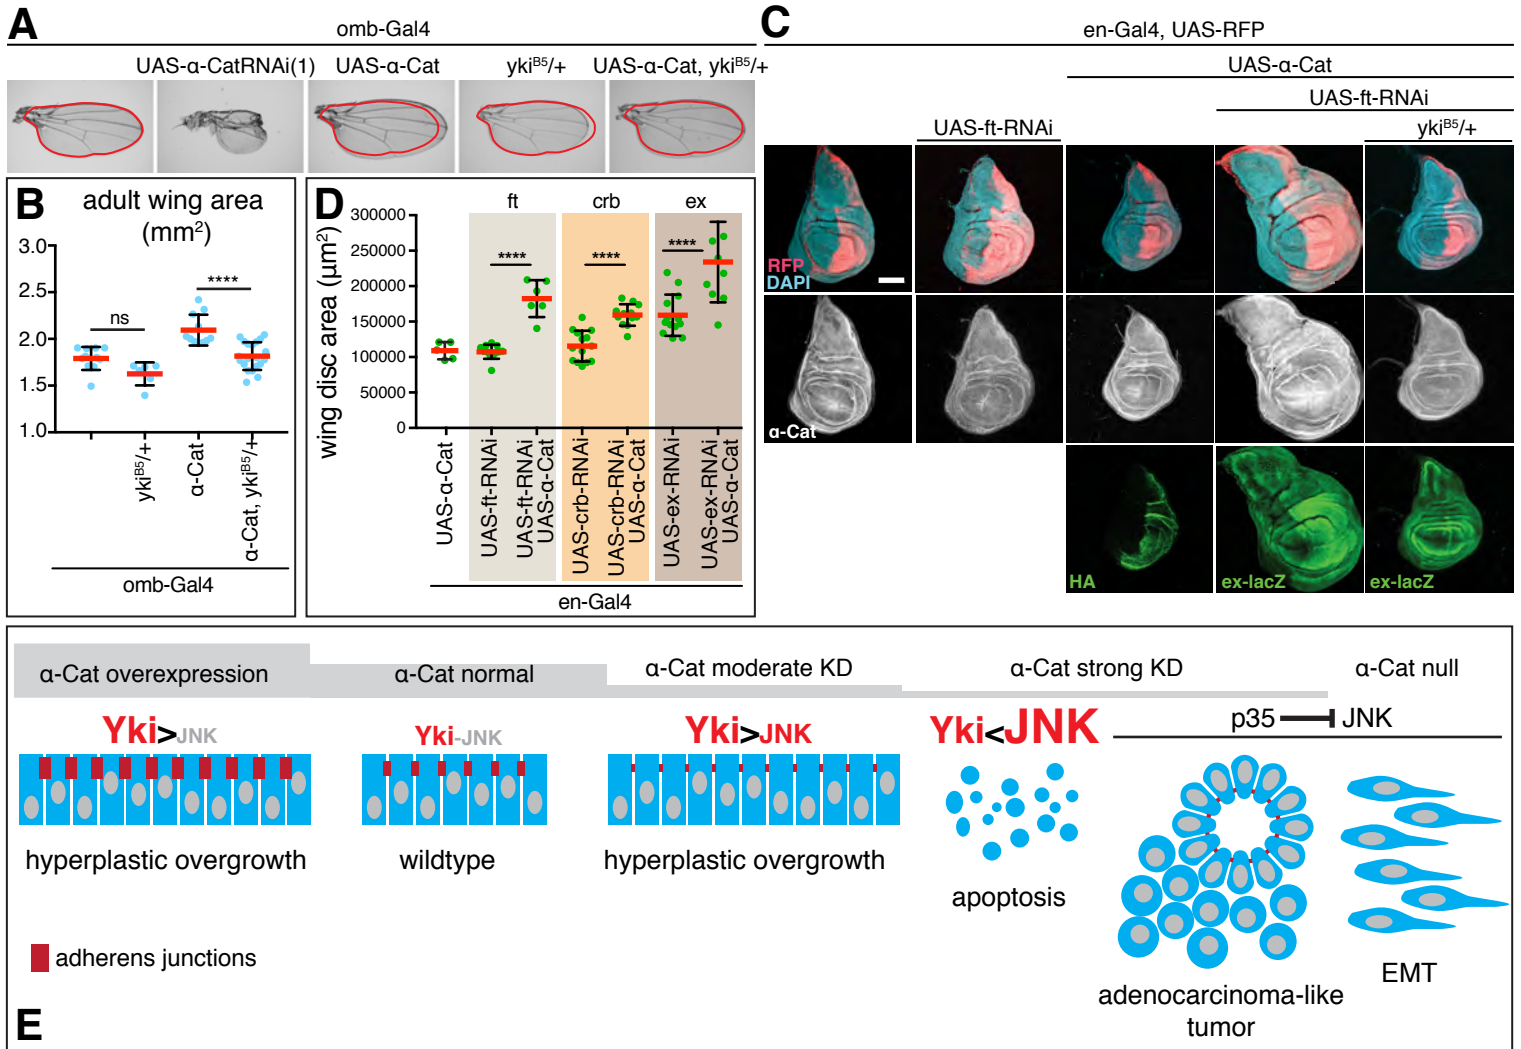 A
omb-Gal4
UAS-α-CatRNAi(1)
UAS-α-Cat
ykiB5/+
UAS-α-Cat, ykiB5/+
B
adult wing area
(mm2)
3.0
2.5
2.0
1.5
1.0
ns
****
ykiB5/+
α-Cat
α-Cat, ykiB5/+
omb-Gal4
D
ft
crb
ex
wing disc area (µm2)
300000
250000
200000
150000
100000
50000
0
****
****
****
UAS-α-Cat
UAS-ft-RNAi
UAS-ft-RNAi
UAS-α-Cat
UAS-crb-RNAi
UAS-crb-RNAi
UAS-α-Cat
UAS-ex-RNAi
UAS-ex-RNAi
UAS-α-Cat
en-Gal4
C
en-Gal4, UAS-RFP
UAS-α-Cat
UAS-ft-RNAi
UAS-ft-RNAi
ykiB5/+
RFP
DAPI
α-Cat
HA
ex-lacZ
ex-lacZ
α-Cat overexpression
α-Cat normal
α-Cat moderate KD
α-Cat strong KD
α-Cat null
Yki>JNK
Yki-JNK
Yki>JNK
Yki<JNK
p35
JNK
hyperplastic overgrowth
wildtype
hyperplastic overgrowth
apoptosis
adenocarcinoma-like
tumor
EMT
adherens junctions
E